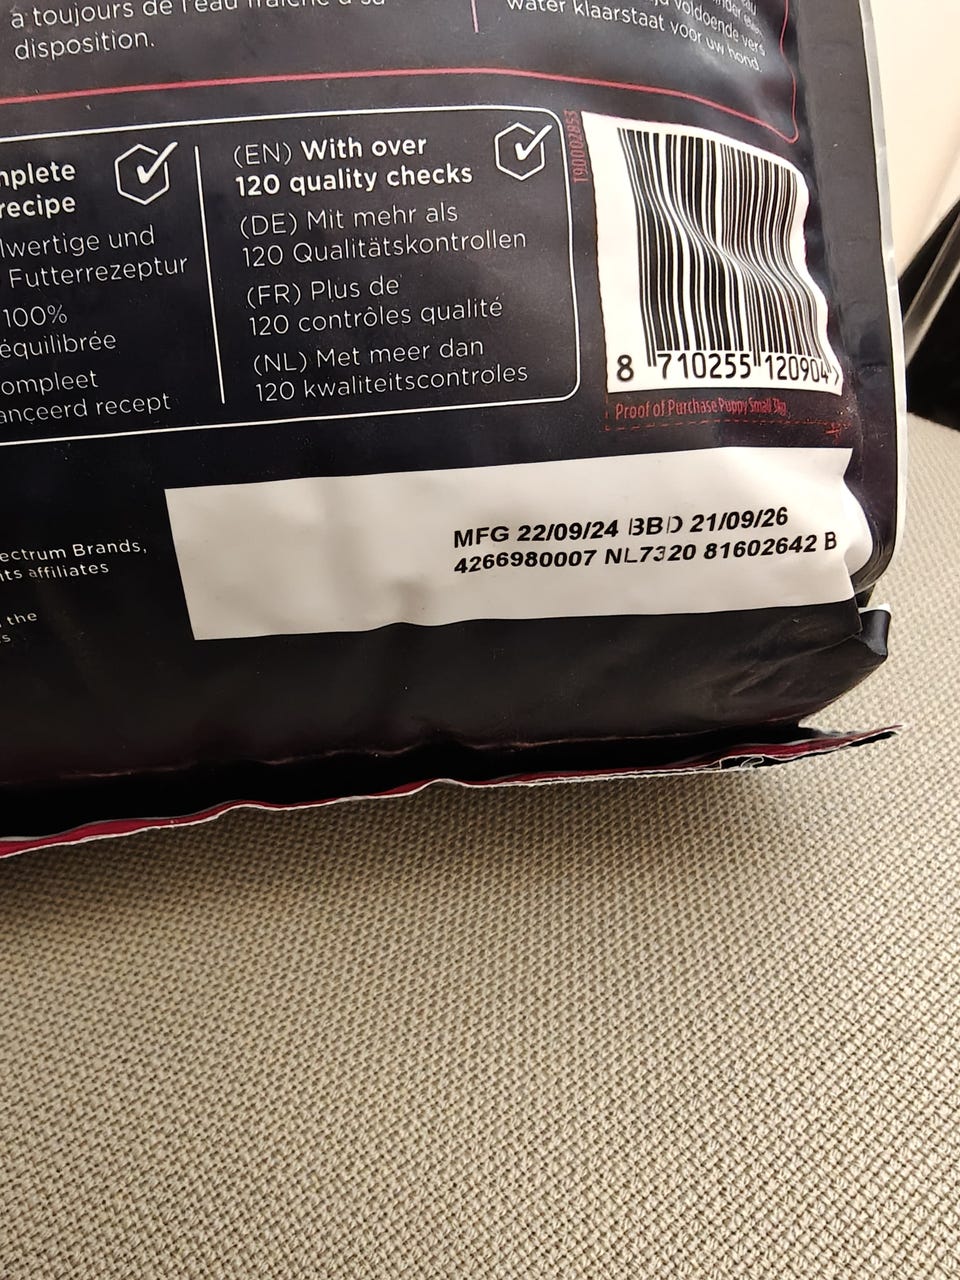 a toujours de l'eau fraîche à sa
disposition.
voldoende vers
water klaarstaat voor uw hond.
mplete
recipe
lwertige und
Futterrezeptur
100%
équilibrée
ompleet
anceerd recept
(EN) With over
120 quality checks
(DE) Mit mehr als
120 Qualitätskontrollen
(FR) Plus de
120 contrôles qualité
(NL) Met meer dan
120 kwaliteitscontroles
8 710255 120904 >
Proof of Purchase Puppy Small 3kg
ectrum Brands,
its affiliates
the
s
MFG 22/09/24 BBD 21/09/26
4266980007 NL7320 81602642 B